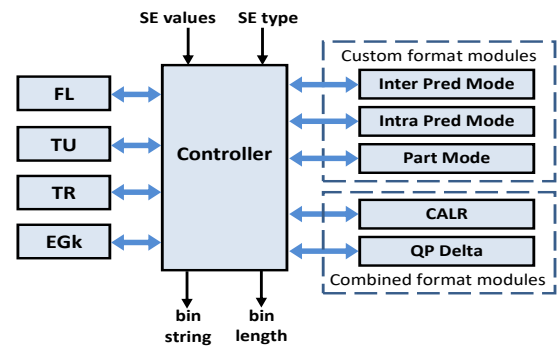 SE values SE type
Custom format modules
FL
Inter Pred Mode
TU
Intra Pred Mode
Controller
Part Mode
TR
CALR
EGk
QP Delta
Combined format modules
bin string
bin length